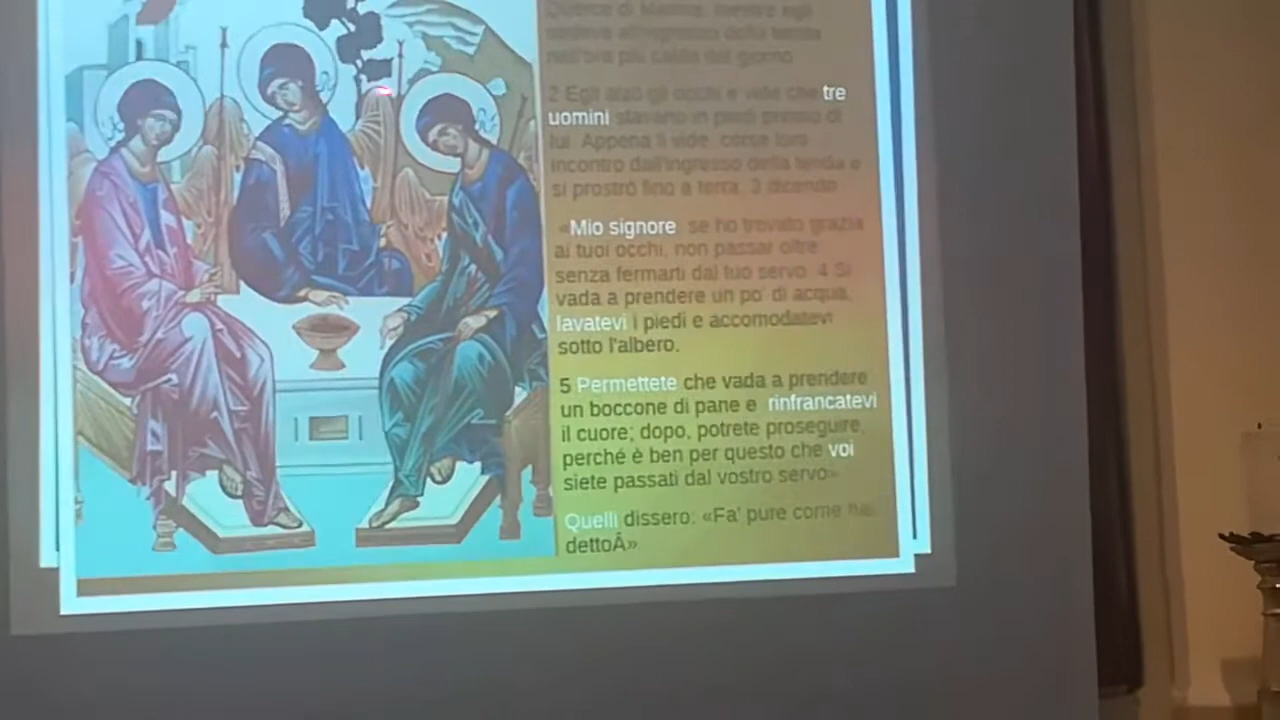 Querce di Mamre, mentre egli
sedeva all'ingresso della tenda
nell'ora più calda del giorno.
2 Egli alzò gli occhi e vide che tre
uomini stavano in piedi presso di
lui. Appena li vide, corse loro
incontro dall'ingresso della tenda e
si prostrò fino a terra, 3 dicendo:
«Mio signore, se ho trovato grazia
ai tuoi occhi, non passar oltre
senza fermarti dal tuo servo. 4 Si
vada a prendere un po' di acqua,
lavatevi i piedi e accomodatevi
sotto l'albero.
5 Permettete che vada a prendere
un boccone di pane e rinfrancatevi
il cuore; dopo, potrete proseguire,
perché è ben per questo che voi
siete passati dal vostro servo»
Quelli dissero: «Fa' pure come hai
dettoÂ»